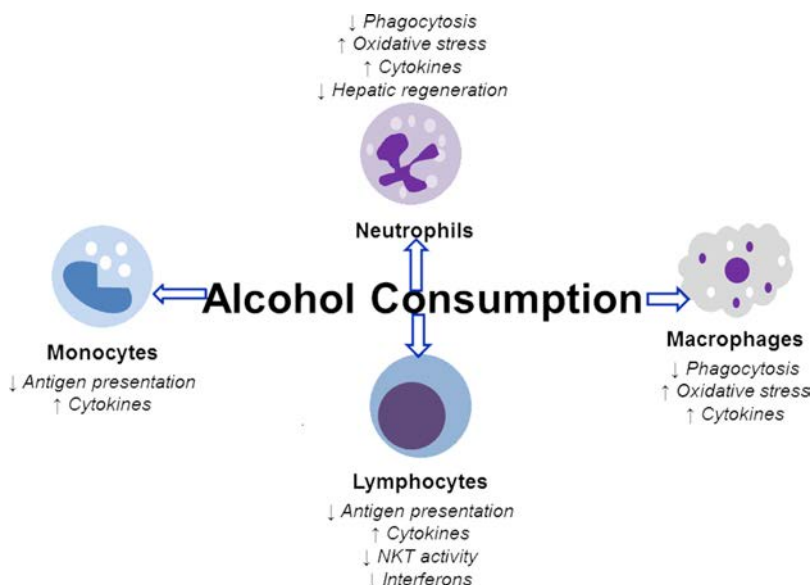 ↓ Phagocytosis
↑ Oxidative stress
↑ Cytokines
↓ Hepatic regeneration
Neutrophils
Alcohol Consumption
Monocytes
↓ Antigen presentation
↑ Cytokines
Macrophages
↓ Phagocytosis
↑ Oxidative stress
↑ Cytokines
Lymphocytes
↓ Antigen presentation
↑ Cytokines
↓ NKT activity
↓ Interferons